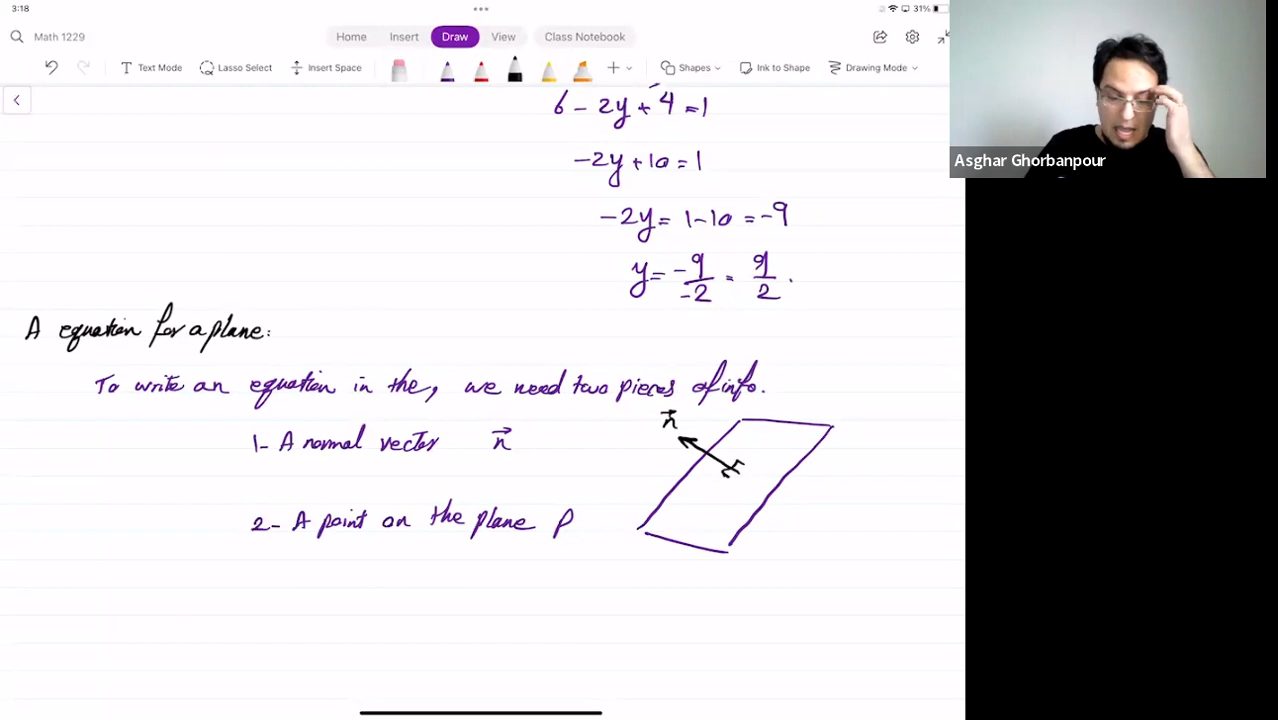 3:18
31%
Math 1229
Home Insert Draw View Class Notebook
Text Mode Lasso Select Insert Space Shapes Ink to Shape Drawing Mode
Asghar Ghorbanpour
6 - 2y + 4 = 1
-2y + 10 = 1
-2y = 1 - 10 = -9
y = -9/-2 = 9/2 .
A equation for a plane:
To write an equation in the, we need two pieces of info.
1- A normal vector n⃗
n⃗
2- A point on the plane P